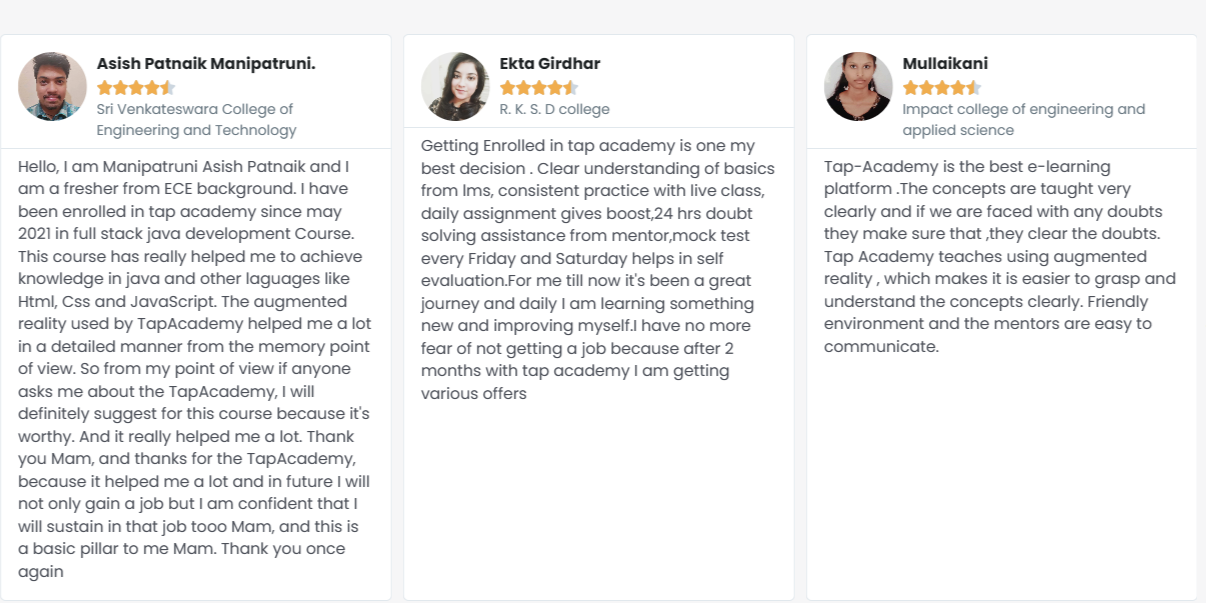 Asish Patnaik Manipatruni.
Sri Venkateswara College of
Engineering and Technology
Hello, I am Manipatruni Asish Patnaik and I
am a fresher from ECE background. I have
been enrolled in tap academy since may
2021 in full stack java development Course.
This course has really helped me to achieve
knowledge in java and other laguages like
Html, Css and JavaScript. The augmented
reality used by TapAcademy helped me a lot
in a detailed manner from the memory point
of view. So from my point of view if anyone
asks me about the TapAcademy, I will
definitely suggest for this course because it's
worthy. And it really helped me a lot. Thank
you Mam, and thanks for the TapAcademy,
because it helped me a lot and in future I will
not only gain a job but I am confident that I
will sustain in that job tooo Mam, and this is
a basic pillar to me Mam. Thank you once
again
Ekta Girdhar
R. K. S. D college
Getting Enrolled in tap academy is one my
best decision . Clear understanding of basics
from lms, consistent practice with live class,
daily assignment gives boost,24 hrs doubt
solving assistance from mentor,mock test
every Friday and Saturday helps in self
evaluation.For me till now it's been a great
journey and daily I am learning something
new and improving myself.I have no more
fear of not getting a job because after 2
months with tap academy I am getting
various offers
Mullaikani
Impact college of engineering and
applied science
Tap-Academy is the best e-learning
platform .The concepts are taught very
clearly and if we are faced with any doubts
they make sure that ,they clear the doubts.
Tap Academy teaches using augmented
reality , which makes it is easier to grasp and
understand the concepts clearly. Friendly
environment and the mentors are easy to
communicate.